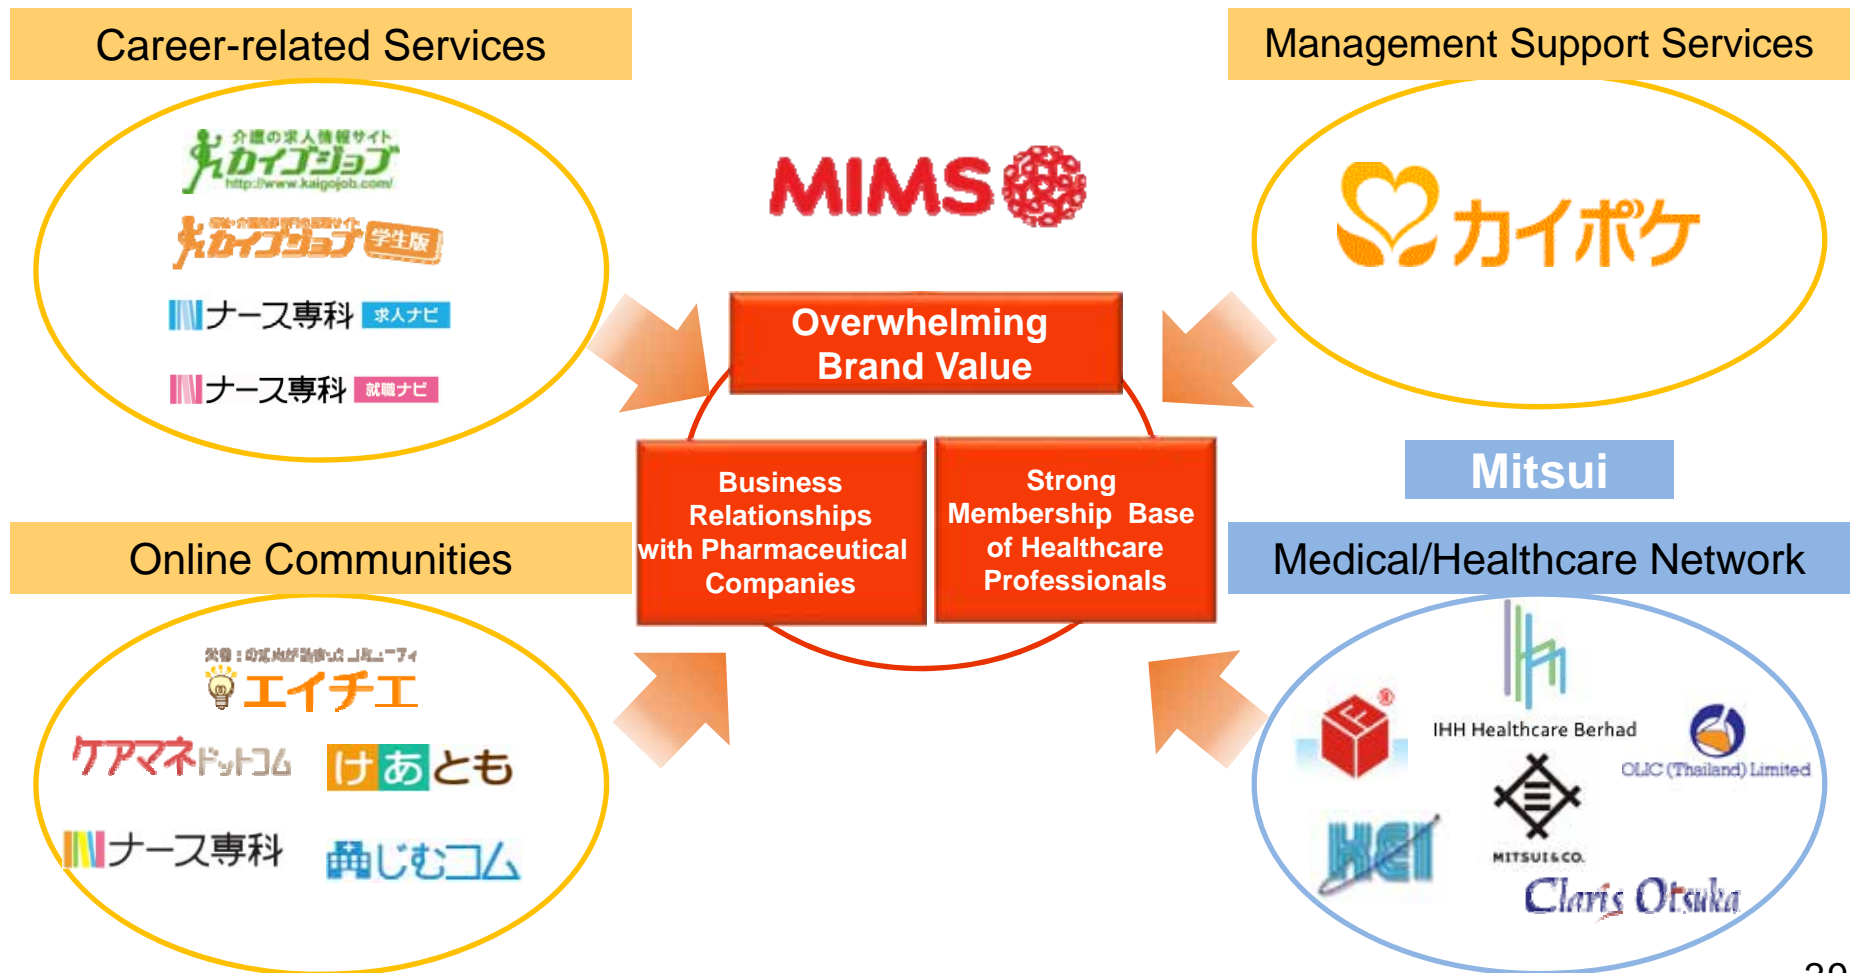 Career-related Services
介護の求人情報サイト
カイゴジョブ
http://www.kaigojob.com/
カイゴジョブ 学生版
ナース専科 求人ナビ
ナース専科 就職ナビ
MIMS
Management Support Services
カイポケ
Overwhelming
Brand Value
Business
Relationships
with Pharmaceutical
Companies
Strong
Membership Base
of Healthcare
Professionals
Online Communities
エイチエ
ケアマネドットコム
けあとも
ナース専科
じむコム
Mitsui
Medical/Healthcare Network
IHH Healthcare Berhad
OLIC (Thailand) Limited
MITSUI & CO.
KEI
Claris Otsuka